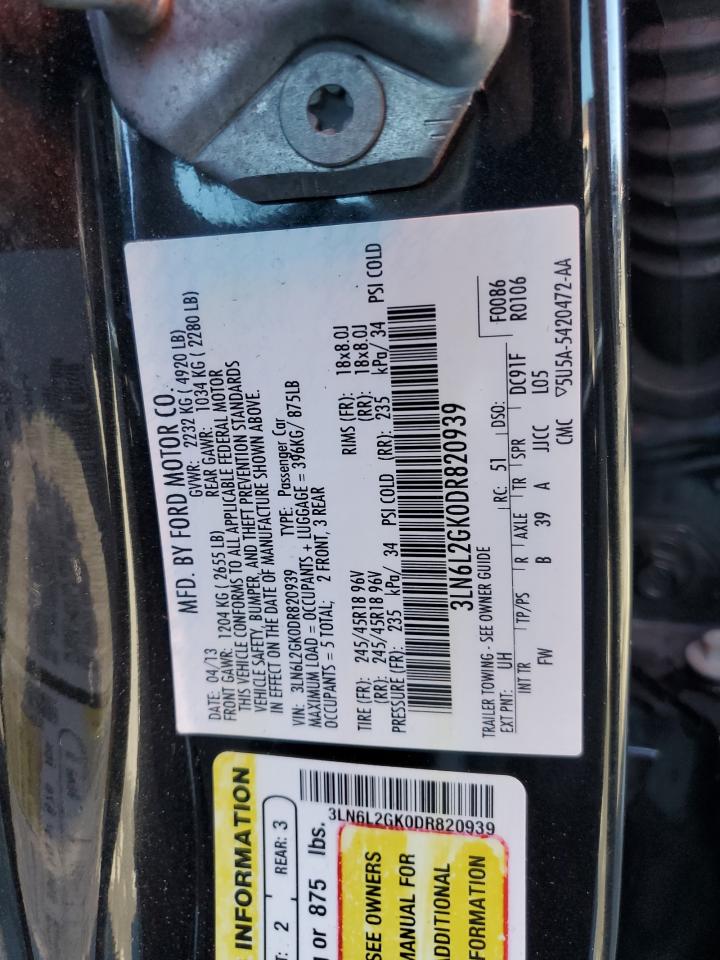 MFD. BY FORD MOTOR CO.
DATE: 04/13 GVWR: 2232 KG ( 4920 LB)
FRONT GAWR: 1204 KG ( 2655 LB) REAR GAWR: 1034 KG ( 2280 LB)
THIS VEHICLE CONFORMS TO ALL APPLICABLE FEDERAL MOTOR
VEHICLE SAFETY, BUMPER, AND THEFT PREVENTION STANDARDS
IN EFFECT ON THE DATE OF MANUFACTURE SHOWN ABOVE.
VIN: 3LN6L2GK0DR820939 TYPE: Passenger Car
MAXIMUM LOAD = OCCUPANTS + LUGGAGE = 396KG/ 875LB
OCCUPANTS = 5 TOTAL; 2 FRONT, 3 REAR
TIRE (FR): 245/45R18 96V RIMS (FR): 18x8.0J
(RR): 245/45R18 96V (RR): 18x8.0J
PRESSURE (FR): 235 kPa/ 34 PSI COLD (RR): 235 kPa/ 34 PSI COLD
3LN6L2GK0DR820939
TRAILER TOWING - SEE OWNER GUIDE
EXT PNT: UH RC: 51 DSO: F0086
R0106
INT TR TP/PS R AXLE TR SPR DC91F
FW B 39 A JJCC L05
CMC ▽5U5A-5420472-AA
E INFORMATION
T: 2 REAR: 3
g or 875 lbs.
3LN6L2GK0DR820939
SEE OWNERS
MANUAL FOR
ADDITIONAL
FORMATION